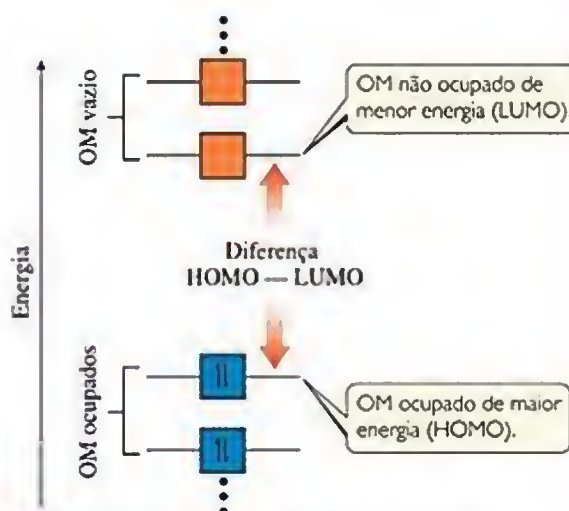 OM vazio
OM não ocupado de
menor energia (LUMO)
Diferença
HOMO — LUMO
Energia
OM ocupados
OM ocupado de maior
energia (HOMO).